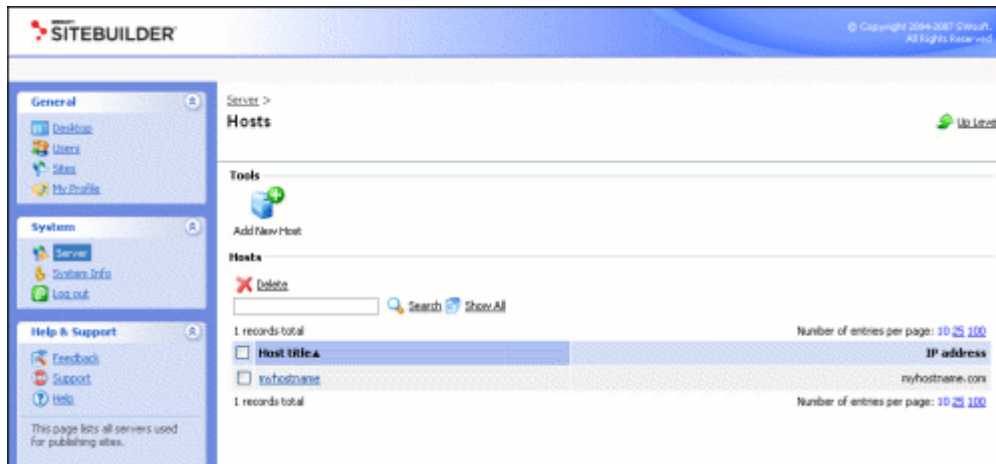 SITEBUILDER
© Copyright 2004-2007 SWsoft.
All Rights Reserved
General
Desktop
Users
Sites
My Profile
System
Server
System Info
Log out
Help & Support
Feedback
Support
Help
This page lists all servers used
for publishing sites.
Server >
Hosts
Up Level
Tools
Add New Host
Hosts
Delete
Search Show All
1 records total Number of entries per page: 10 25 100
Host title▲ IP address
myhostname myhostname.com
1 records total Number of entries per page: 10 25 100